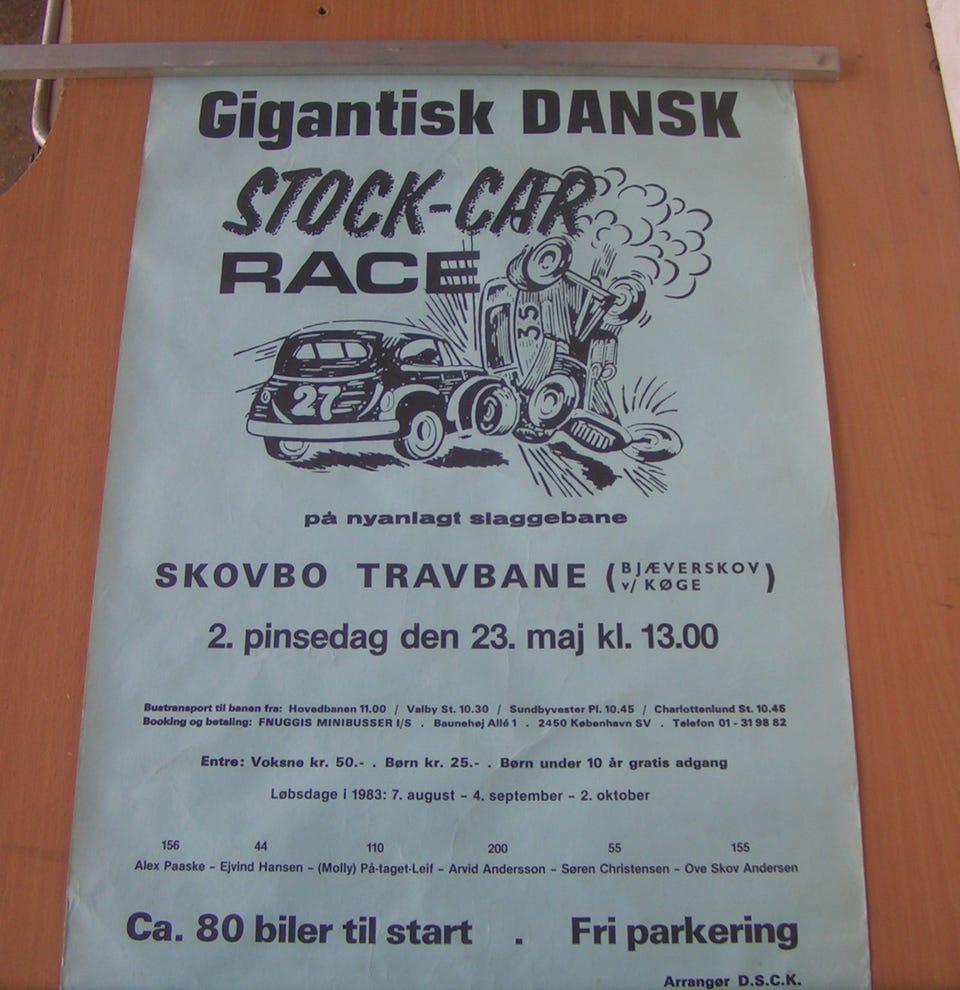 Gigantisk DANSK
STOCK-CAR
RACE
35
27
på nyanlagt slaggebane
SKOVBO TRAVBANE (BJÆVERSKOV v/ KØGE)
2. pinsedag den 23. maj kl. 13.00
Bustransport til banen fra: Hovedbanen 11.00 / Valby St. 10.30 / Sundbyvester Pl. 10.45 / Charlottenlund St. 10.45
Booking og betaling: FNUGGIS MINIBUSSER I/S . Baunehøj Allé 1 . 2450 København SV . Telefon 01 - 31 98 82
Entre: Voksne kr. 50.- . Børn kr. 25.- . Børn under 10 år gratis adgang
Løbsdage i 1983: 7. august – 4. september – 2. oktober
156 44 110 200 55 155
Alex Paaske – Ejvind Hansen – (Molly) På-taget-Leif – Arvid Andersson – Søren Christensen – Ove Skov Andersen
Ca. 80 biler til start . Fri parkering
Arrangør D.S.C.K.